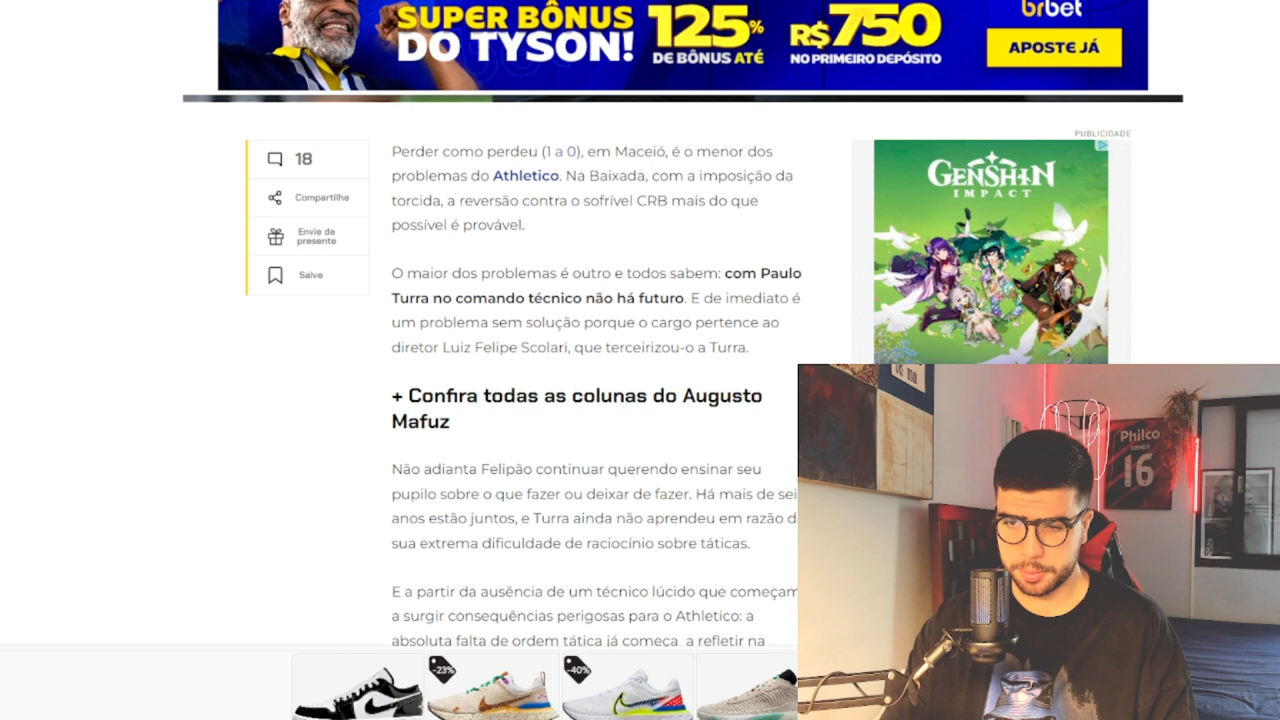 SUPER BÔNUS
DO TYSON!
125%
DE BÔNUS ATÉ
R$750
NO PRIMEIRO DEPÓSITO
brbet
APOSTE JÁ
PUBLICIDADE
18
Compartilhe
Envie de
presente
Salve
Perder como perdeu (1 a 0), em Maceió, é o menor dos
problemas do Athletico. Na Baixada, com a imposição da
torcida, a reversão contra o sofrível CRB mais do que
possível é provável.
O maior dos problemas é outro e todos sabem: com Paulo
Turra no comando técnico não há futuro. E de imediato é
um problema sem solução porque o cargo pertence ao
diretor Luiz Felipe Scolari, que terceirizou-o a Turra.
+ Confira todas as colunas do Augusto
Mafuz
Não adianta Felipão continuar querendo ensinar seu
pupilo sobre o que fazer ou deixar de fazer. Há mais de sei
anos estão juntos, e Turra ainda não aprendeu em razão d
sua extrema dificuldade de raciocínio sobre táticas.
E a partir da ausência de um técnico lúcido que começam
a surgir consequências perigosas para o Athletico: a
absoluta falta de ordem tática já começa a refletir na
GENSHIN
IMPACT
Philco
16
-23%
-40%